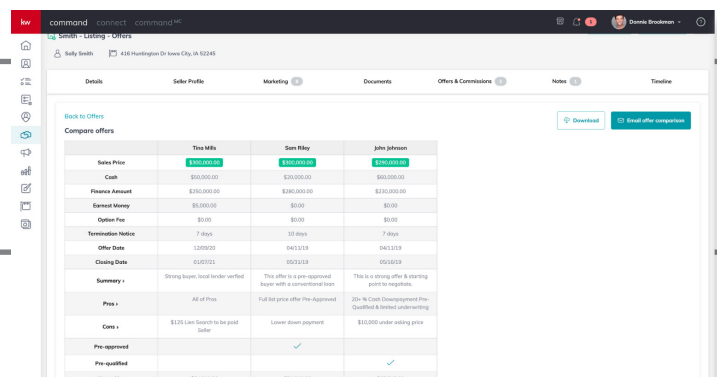 kw command connect command MC 1 Donnie Brookman ?
Smith - Listing - Offers
Sally Smith 416 Huntington Dr Iowa City, IA 52245
Details Seller Profile Marketing Documents Offers & Commissions Notes Timeline
Back to Offers Download Email offer comparison
Compare offers
Tina Mills Sam Riley John Johnson
Sales Price $300,000.00 $300,000.00 $290,000.00
Cash $50,000.00 $20,000.00 $60,000.00
Finance Amount $250,000.00 $280,000.00 $230,000.00
Earnest Money $5,000.00 $0.00 $0.00
Option Fee $0.00 $0.00 $0.00
Termination Notice 7 days 10 days 7 days
Offer Date 12/09/20 04/11/19 04/11/19
Closing Date 01/07/21 05/31/19 05/16/19
Summary Strong buyer, local lender verfied This offer is a pre-approved This is a strong offer & starting
buyer with a conventional loan point to negotiate.
Pros All of Pros Full list price offer Pre-Approved 20+ % Cash Downpayment Pre-
Qualified & limited underwriting
Cons $125 Lien Search to be paid Lower down payment $10,000 under asking price
Seller
Pre-approved
Pre-qualified